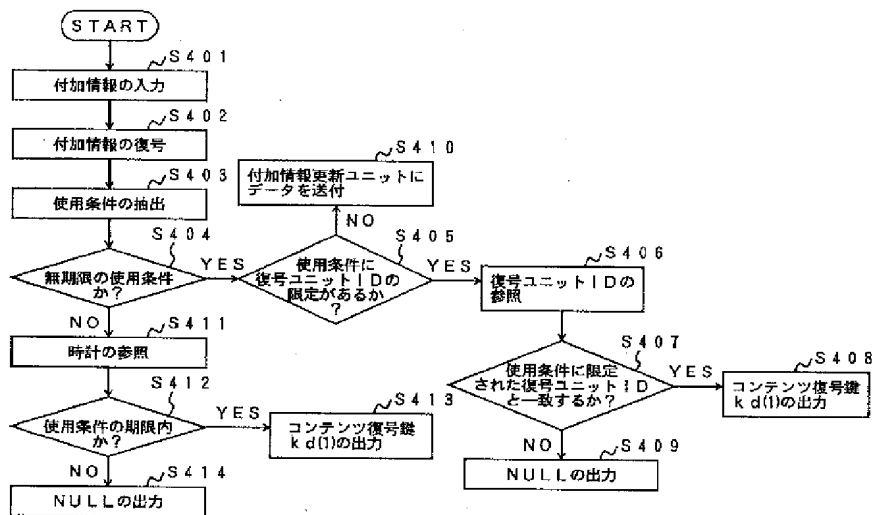 START
S401
付加情報の入力
S402
付加情報の復号
S403
使用条件の抽出
S404
無期限の使用条件
か?
YES
NO
S405
使用条件に
復号ユニットIDの
限定があるか
?
NO
YES
S410
付加情報更新ユニットに
データを送付
S406
復号ユニットIDの
参照
S407
使用条件に限定
された復号ユニットID
と一致するか?
YES
NO
S408
コンテンツ復号鍵
kd(1)の出力
S409
NULLの出力
S411
時計の参照
S412
使用条件の期限内
か?
YES
NO
S413
コンテンツ復号鍵
kd(1)の出力
S414
NULLの出力